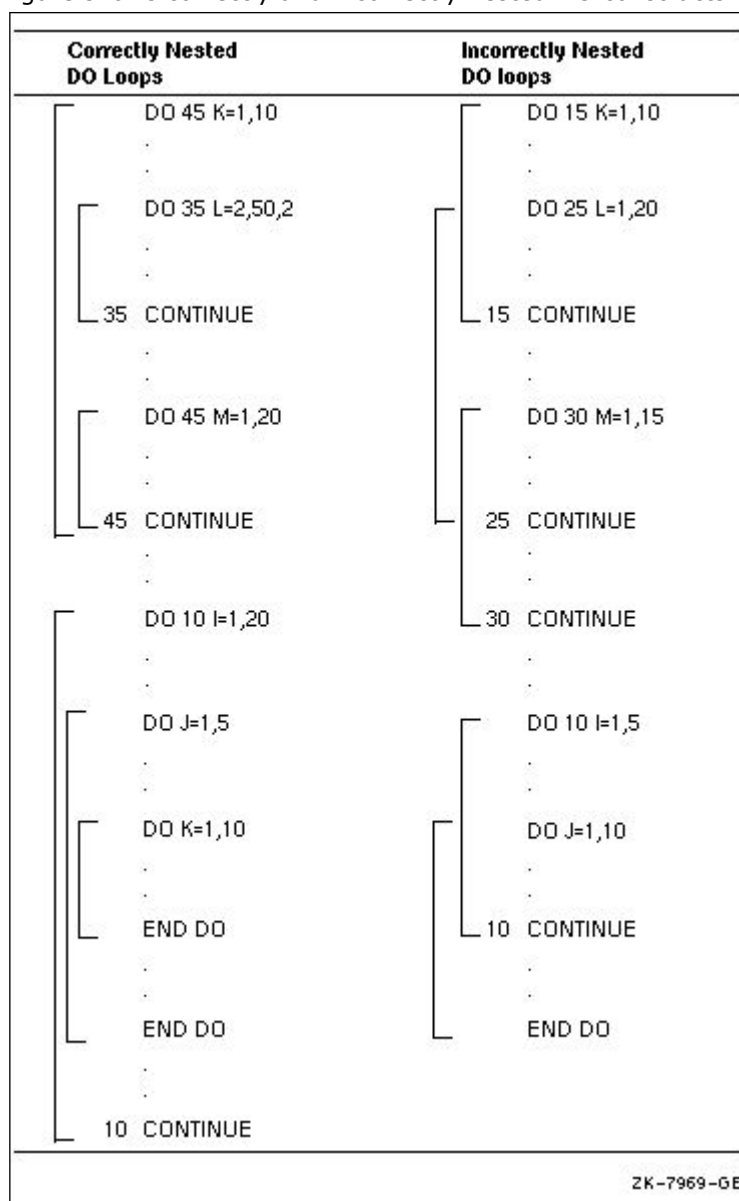 Correctly Nested
DO Loops
DO 45 K=1,10
.
.
DO 35 L=2,50,2
.
.
35 CONTINUE
.
.
DO 45 M=1,20
.
.
45 CONTINUE
.
.
DO 10 I=1,20
.
.
DO J=1,5
.
.
DO K=1,10
.
.
END DO
.
.
END DO
.
.
10 CONTINUE
Incorrectly Nested
DO loops
DO 15 K=1,10
.
.
DO 25 L=1,20
.
.
15 CONTINUE
.
.
DO 30 M=1,15
.
.
25 CONTINUE
.
.
30 CONTINUE
.
.
DO 10 I=1,5
.
.
DO J=1,10
.
.
10 CONTINUE
.
.
END DO
ZK-7969-GE